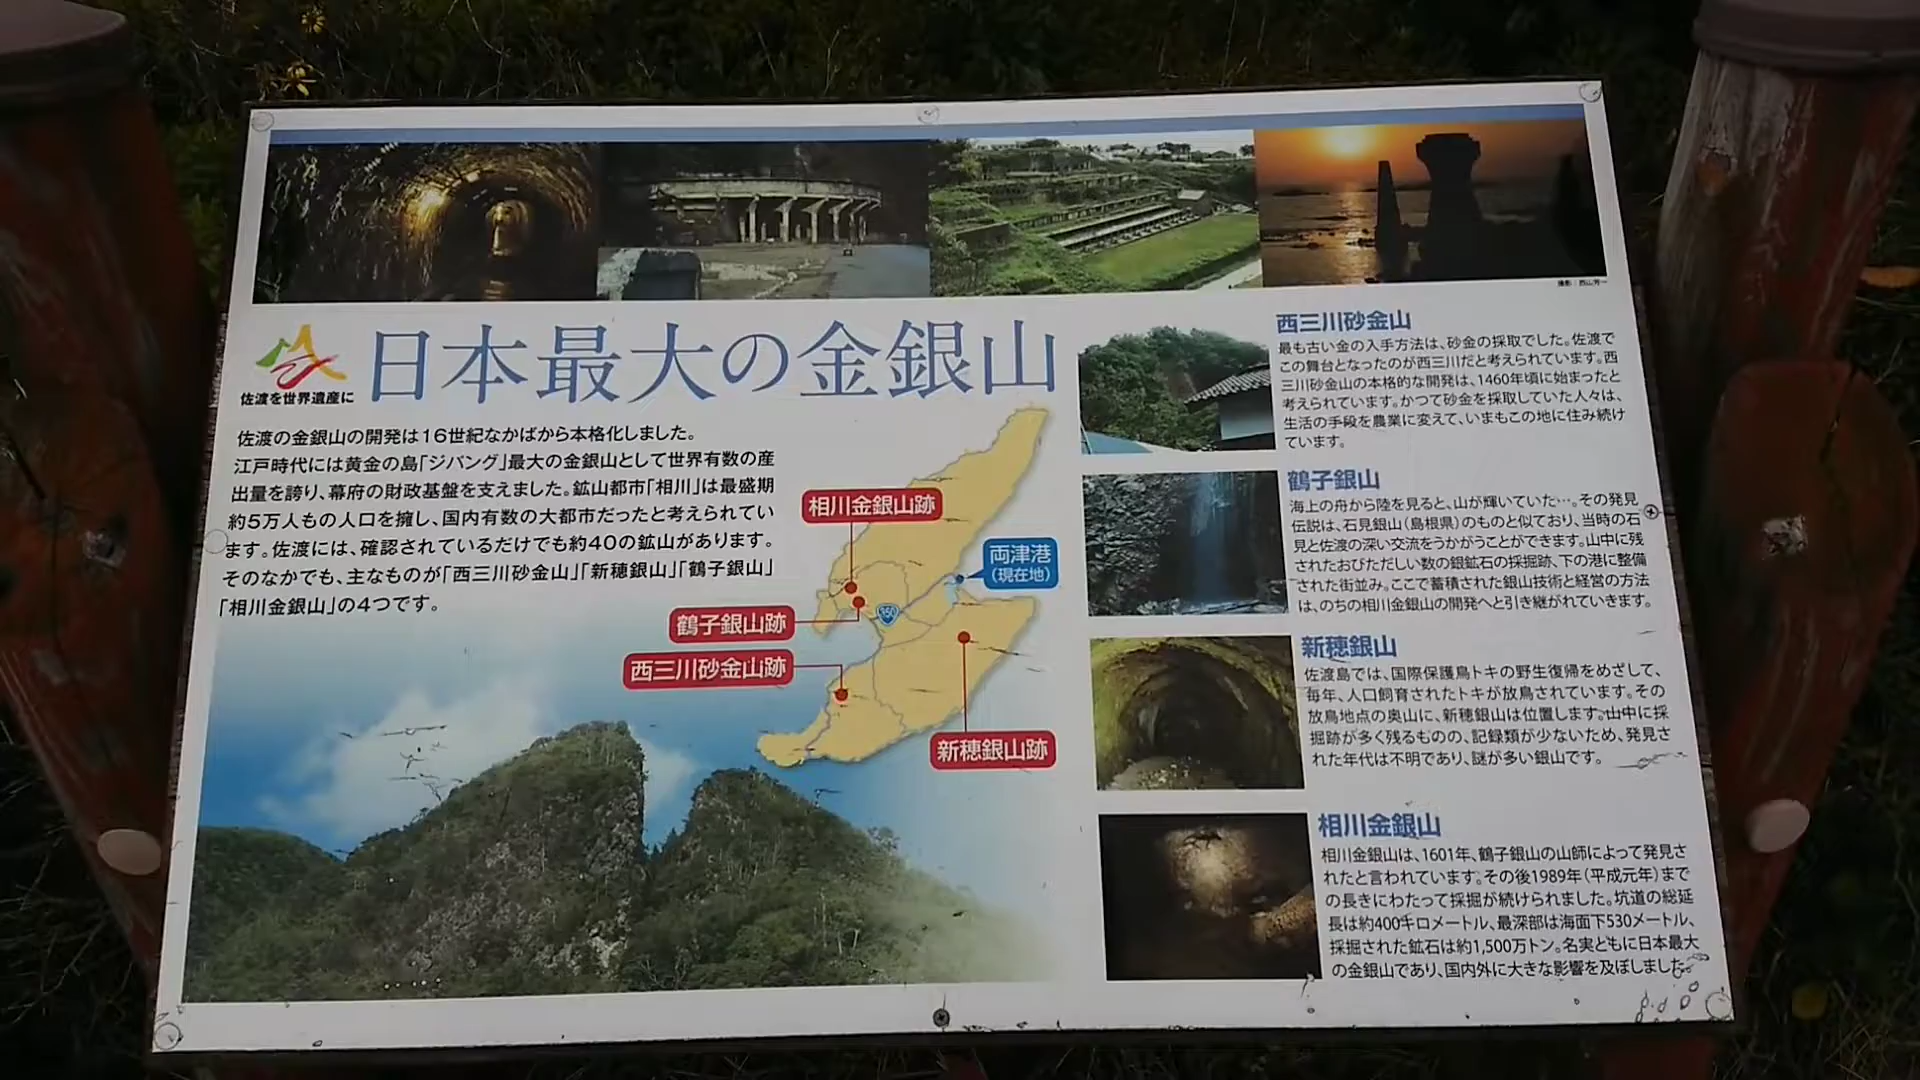 撮影：西山芳一
佐渡を世界遺産に
日本最大の金銀山
佐渡の金銀山の開発は16世紀なかばから本格化しました。
江戸時代には黄金の島「ジパング」最大の金銀山として世界有数の産
出量を誇り、幕府の財政基盤を支えました。鉱山都市「相川」は最盛期
約5万人もの人口を擁し、国内有数の大都市だったと考えられてい
ます。佐渡には、確認されているだけでも約40の鉱山があります。
そのなかでも、主なものが「西三川砂金山」「新穂銀山」「鶴子銀山」
「相川金銀山」の4つです。
相川金銀山跡
両津港
（現在地）
350
鶴子銀山跡
西三川砂金山跡
新穂銀山跡
西三川砂金山
最も古い金の入手方法は、砂金の採取でした。佐渡で
この舞台となったのが西三川だと考えられています。西
三川砂金山の本格的な開発は、1460年頃に始まったと
考えられています。かつて砂金を採取していた人々は、
生活の手段を農業に変えて、いまもこの地に住み続け
ています。
鶴子銀山
海上の舟から陸を見ると、山が輝いていた…。その発見
伝説は、石見銀山（島根県）のものと似ており、当時の石
見と佐渡の深い交流をうかがうことができます。山中に残
されたおびただしい数の銀鉱石の採掘跡、下の港に整備
された街並み。ここで蓄積された銀山技術と経営の方法
は、のちの相川金銀山の開発へと引き継がれていきます。
新穂銀山
佐渡島では、国際保護鳥トキの野生復帰をめざして、
毎年、人口飼育されたトキが放鳥されています。その
放鳥地点の奥山に、新穂銀山は位置します。山中に採
掘跡が多く残るものの、記録類が少ないため、発見さ
れた年代は不明であり、謎が多い銀山です。
相川金銀山
相川金銀山は、1601年、鶴子銀山の山師によって発見さ
れたと言われています。その後1989年（平成元年）まで
の長きにわたって採掘が続けられました。坑道の総延
長は約400キロメートル、最深部は海面下530メートル、
採掘された鉱石は約1,500万トン。名実ともに日本最大
の金銀山であり、国内外に大きな影響を及ぼしました。